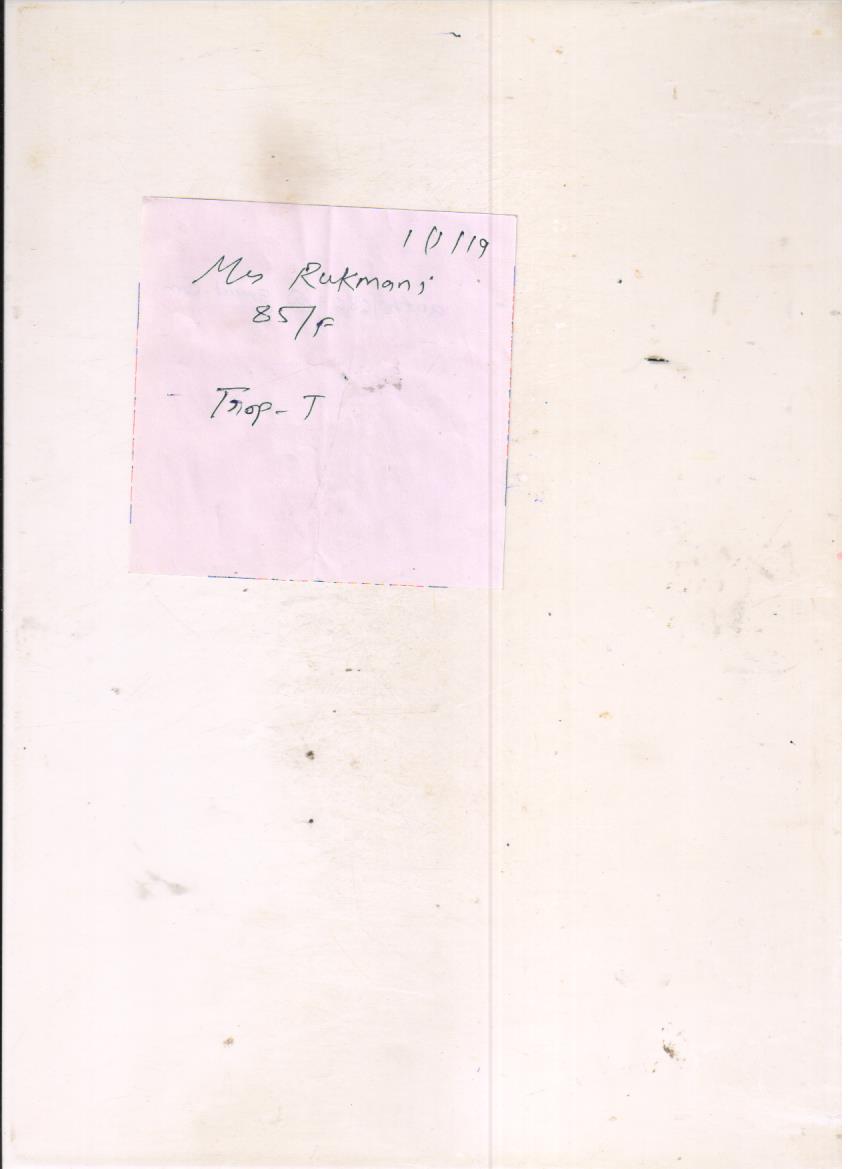 1/1/19
Mrs Rukmani
85/F
Trop-T